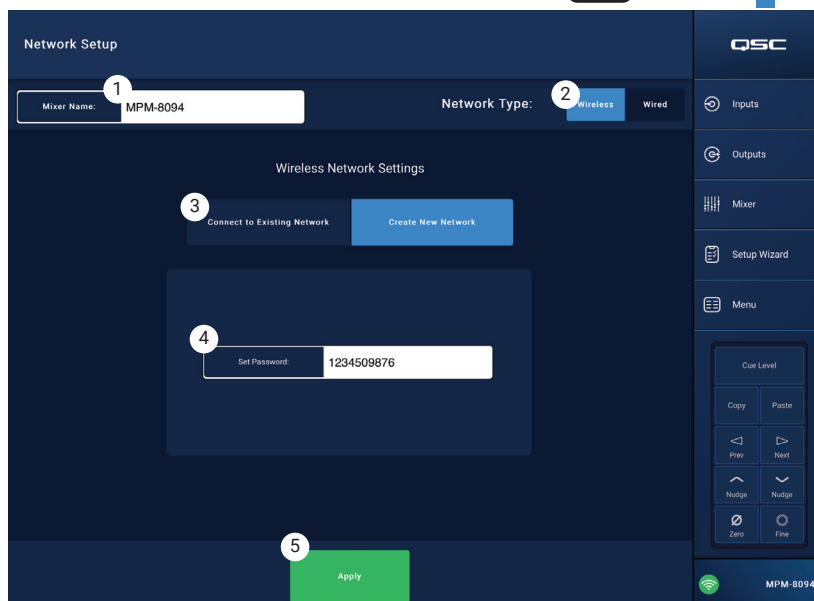 Network Setup
1
Mixer Name: MPM-8094
Network Type:
2
Wireless Wired
Wireless Network Settings
3
Connect to Existing Network Create New Network
4
Set Password: 1234509876
5
Apply
QSC
Inputs
Outputs
Mixer
Setup Wizard
Menu
Cue Level
Copy Paste
Prev Next
Nudge Nudge
Zero Fine
MPM-8094